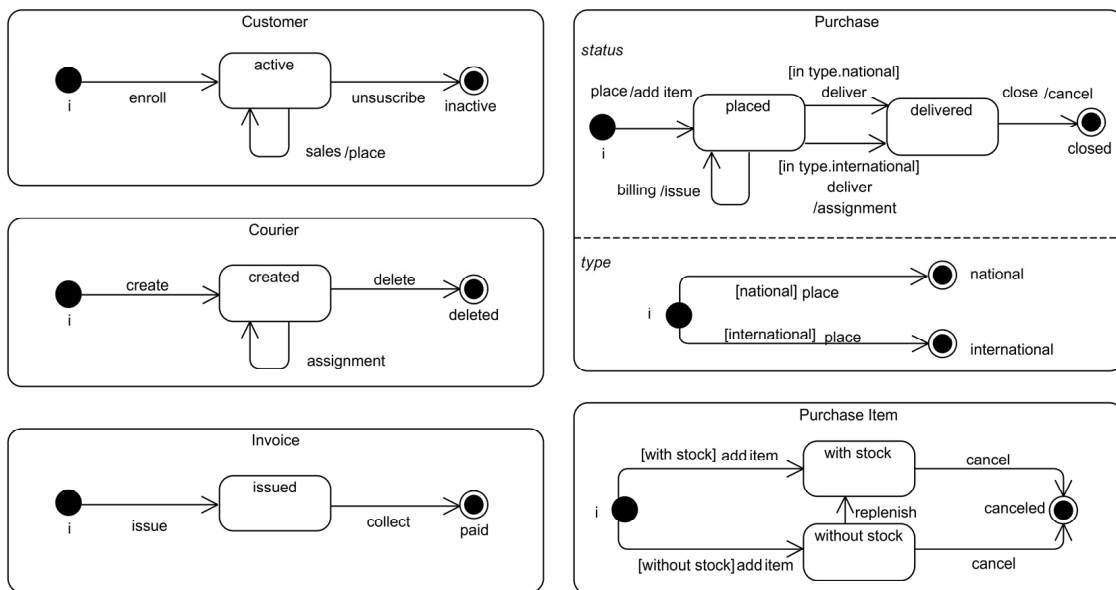 Customer
active
i
enroll
unsuscribe
inactive
sales/place
Courier
created
i
create
delete
deleted
assignment
Invoice
issued
i
issue
collect
paid
Purchase
status
place/add item
placed
[in type.national]
deliver
delivered
close /cancel
i
closed
[in type.international]
deliver
/assignment
billing /issue
type
national
[national] place
i
[international] place
international
Purchase Item
[with stock] add item
with stock
cancel
i
replenish
canceled
without stock
[without stock] add item
cancel